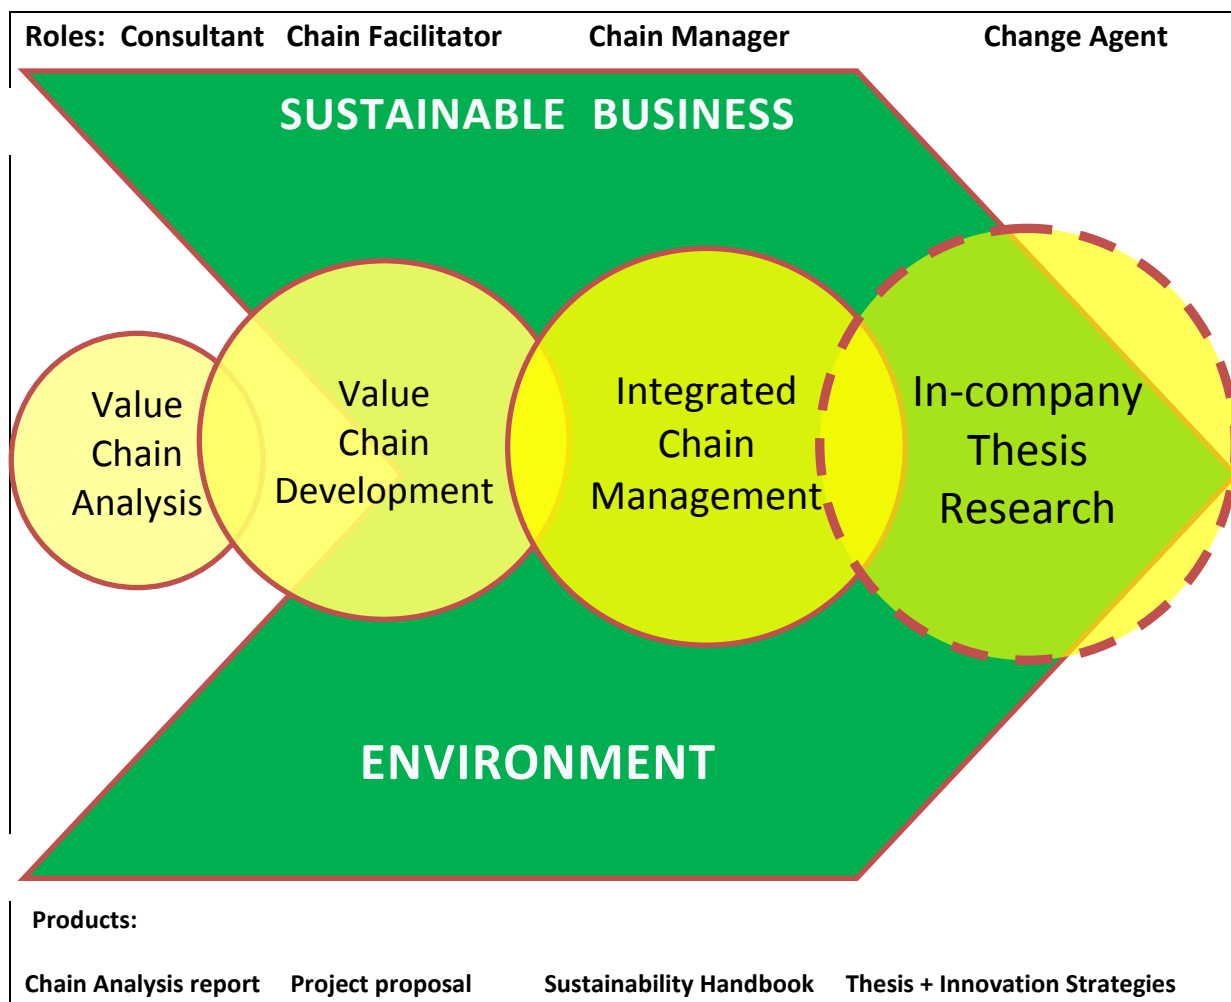 Roles: Consultant Chain Facilitator Chain Manager Change Agent
SUSTAINABLE BUSINESS
Value
Chain
Analysis
Value
Chain
Development
Integrated
Chain
Management
In-company
Thesis
Research
ENVIRONMENT
Products:
Chain Analysis report Project proposal Sustainability Handbook Thesis + Innovation Strategies